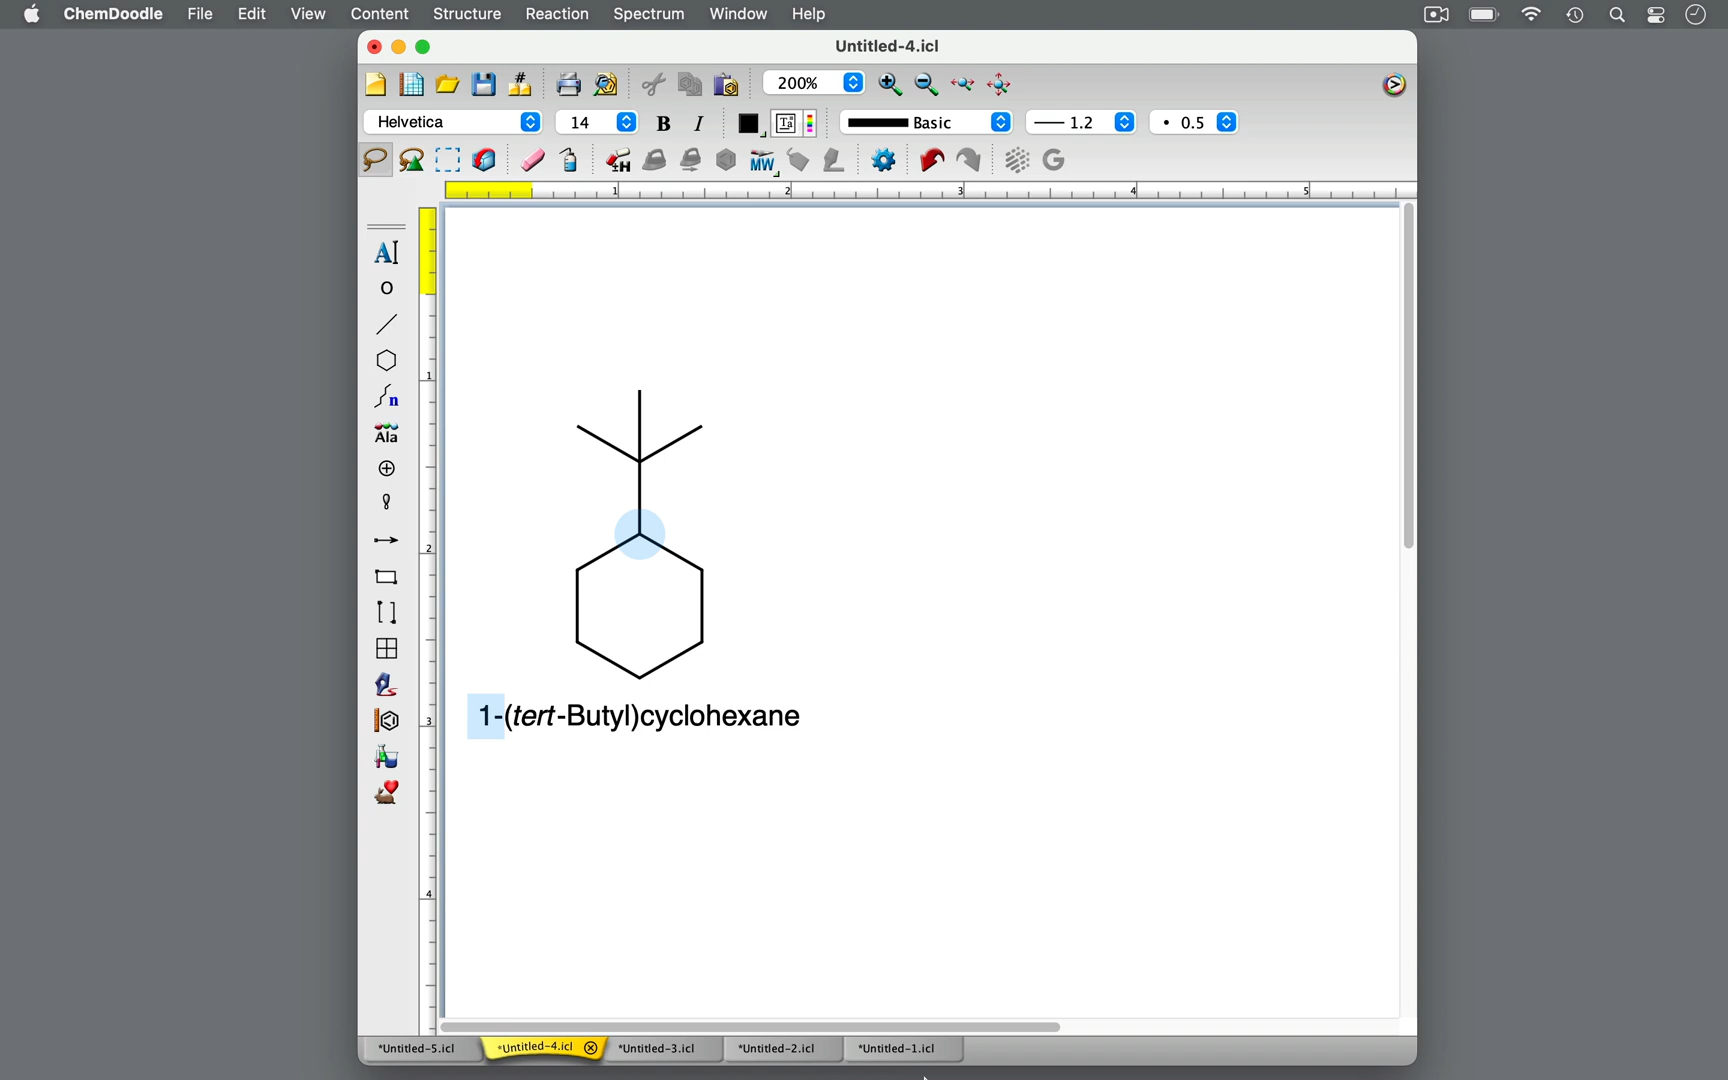 ChemDoodle File Edit View Content Structure Reaction Spectrum Window Help
Untitled-4.icl
200%
Helvetica 14 B I Basic 1.2 0.5
MW
1 2 3 4 5
A
O
n
Ala
1
2
3
4
1-(tert-Butyl)cyclohexane
*Untitled-5.icl *Untitled-4.icl *Untitled-3.icl *Untitled-2.icl *Untitled-1.icl